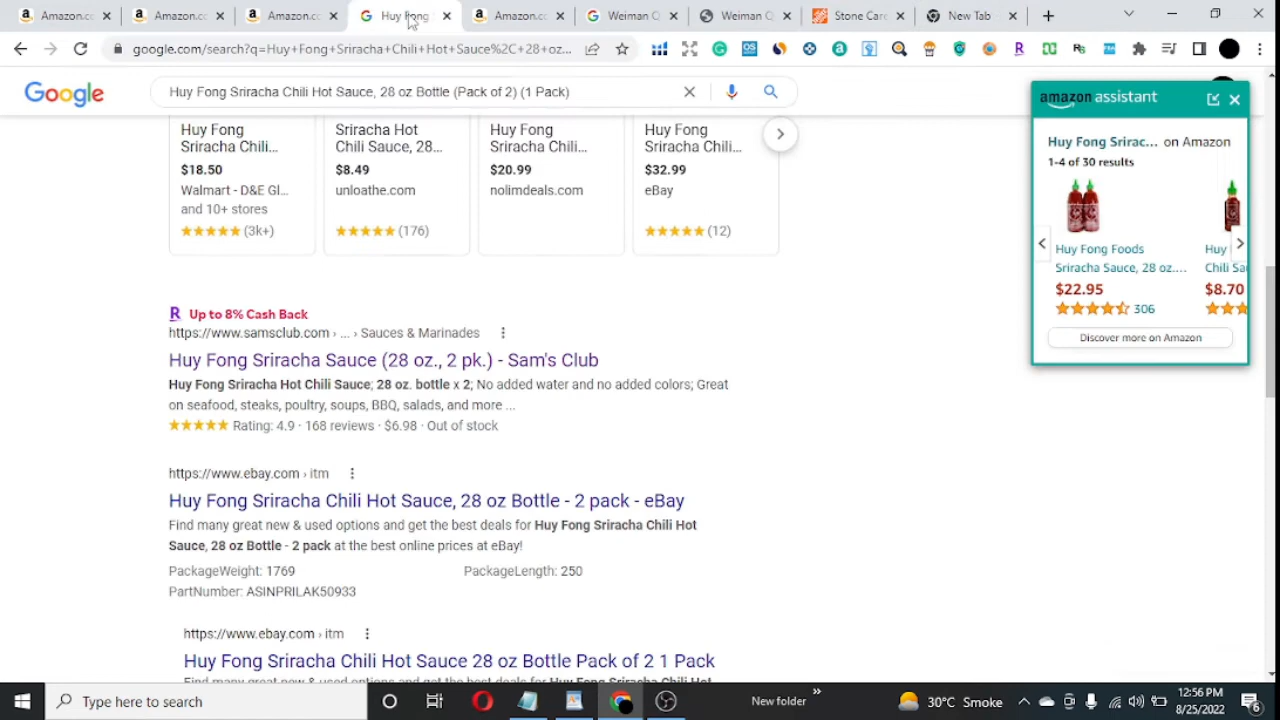 Amazon.c
Amazon.cc
Amazon.co
Huy Fong
Amazon.cc
Weiman Q
Weiman Q
Stone Care
New Tab
google.com/search?q=Huy+Fong+Sriracha+Chili+Hot+Sauce%2C+28+oz...
Google
Huy Fong Sriracha Chili Hot Sauce, 28 oz Bottle (Pack of 2) (1 Pack)
Huy Fong
Sriracha Chili...
$18.50
Walmart - D&E Gl...
and 10+ stores
(3k+)
Sriracha Hot
Chili Sauce, 28...
$8.49
unloathe.com
(176)
Huy Fong
Sriracha Chili...
$20.99
nolimdeals.com
Huy Fong
Sriracha Chili...
$32.99
eBay
(12)
amazon assistant
Huy Fong Srirac... on Amazon
1-4 of 30 results
Huy Fong Foods
Sriracha Sauce, 28 oz....
$22.95
306
Huy
Chili Sa
$8.70
Discover more on Amazon
R Up to 8% Cash Back
https://www.samsclub.com › ... › Sauces & Marinades
Huy Fong Sriracha Sauce (28 oz., 2 pk.) - Sam's Club
Huy Fong Sriracha Hot Chili Sauce; 28 oz. bottle x 2; No added water and no added colors; Great
on seafood, steaks, poultry, soups, BBQ, salads, and more ...
Rating: 4.9 · 168 reviews · $6.98 · Out of stock
https://www.ebay.com › itm
Huy Fong Sriracha Chili Hot Sauce, 28 oz Bottle - 2 pack - eBay
Find many great new & used options and get the best deals for Huy Fong Sriracha Chili Hot
Sauce, 28 oz Bottle - 2 pack at the best online prices at eBay!
PackageWeight: 1769
PackageLength: 250
PartNumber: ASINPRILAK50933
https://www.ebay.com › itm
Huy Fong Sriracha Chili Hot Sauce 28 oz Bottle Pack of 2 1 Pack
Find many great new & used options and get the best deals for Huy Fong Sriracha Chili Hot
Type here to search
New folder
30°C Smoke
12:56 PM
8/25/2022
6